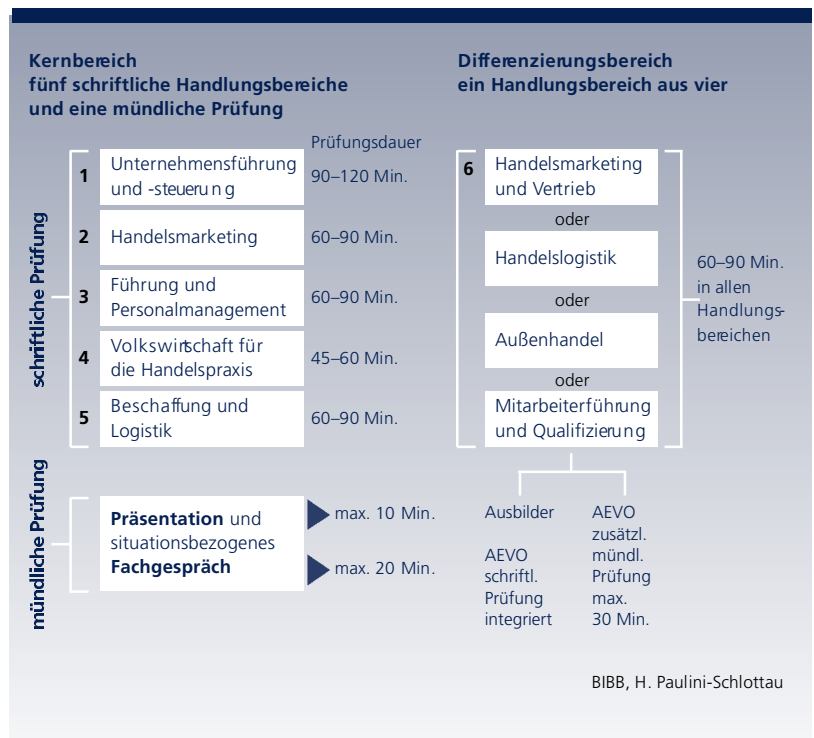 Kernbereich
fünf schriftliche Handlungsbereiche
und eine mündliche Prüfung
Prüfungsdauer
schriftliche Prüfung
1
Unternehmensführung
und -steuerung
90–120 Min.
2
Handelsmarketing
60–90 Min.
3
Führung und
Personalmanagement
60–90 Min.
4
Volkswirtschaft für
die Handelspraxis
45–60 Min.
5
Beschaffung und
Logistik
60–90 Min.
mündliche Prüfung
Präsentation und
situationsbezogenes
Fachgespräch
max. 10 Min.
max. 20 Min.
Differenzierungsbereich
ein Handlungsbereich aus vier
6
Handelsmarketing
und Vertrieb
oder
Handelslogistik
oder
Außenhandel
oder
Mitarbeiterführung
und Qualifizierung
60–90 Min.
in allen
Handlungs-
bereichen
Ausbilder
AEVO
schriftl.
Prüfung
integriert
AEVO
zusätzl.
mündl.
Prüfung
max.
30 Min.
BIBB, H. Paulini-Schlottau